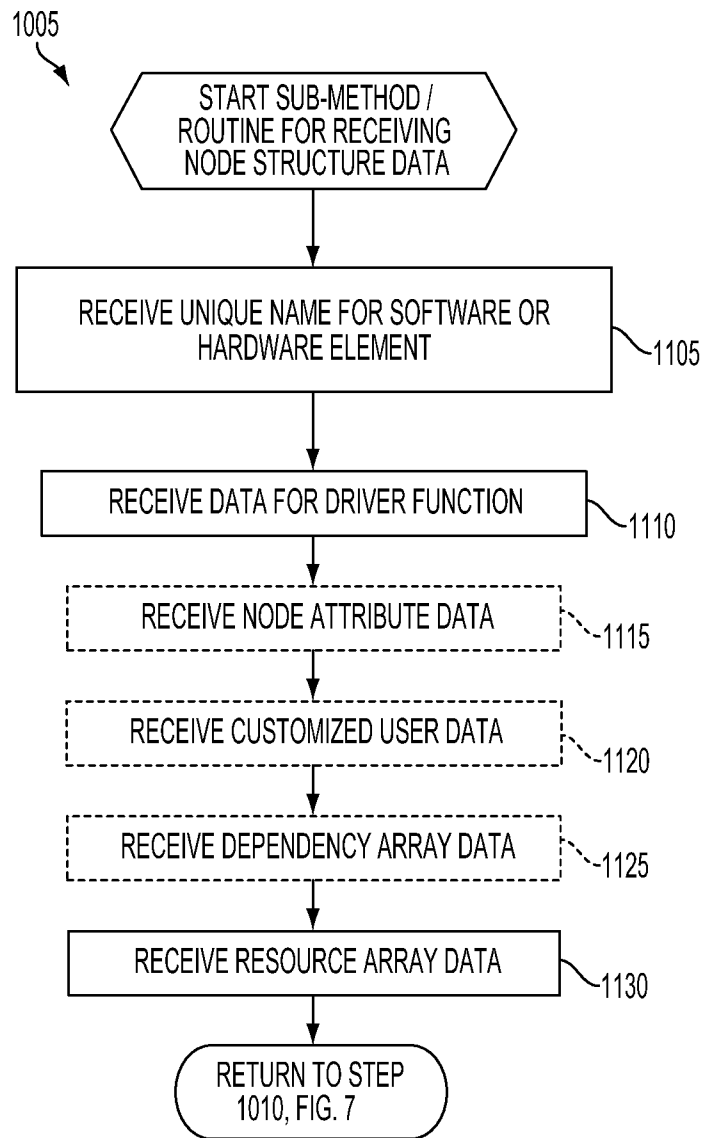 1005
START SUB-METHOD /
ROUTINE FOR RECEIVING
NODE STRUCTURE DATA
RECEIVE UNIQUE NAME FOR SOFTWARE OR
HARDWARE ELEMENT
1105
RECEIVE DATA FOR DRIVER FUNCTION
1110
RECEIVE NODE ATTRIBUTE DATA
1115
RECEIVE CUSTOMIZED USER DATA
1120
RECEIVE DEPENDENCY ARRAY DATA
1125
RECEIVE RESOURCE ARRAY DATA
1130
RETURN TO STEP
1010, FIG. 7